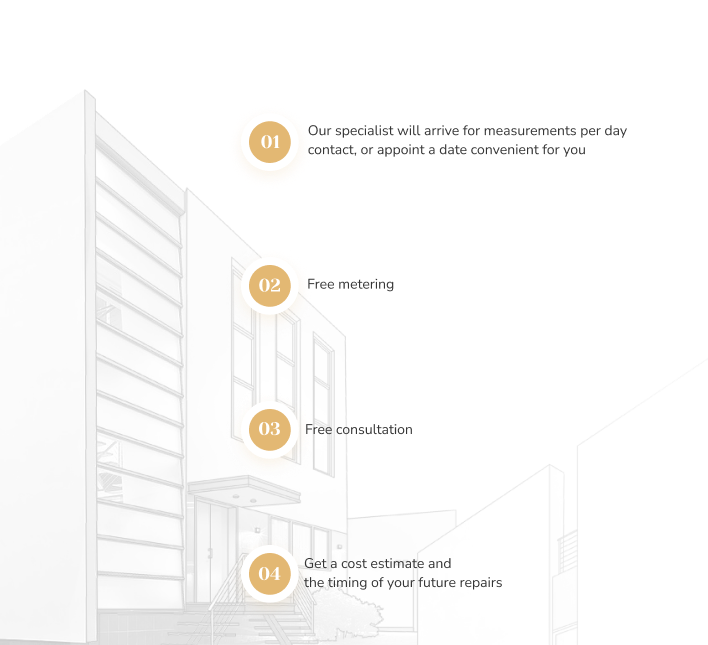 01
Our specialist will arrive for measurements per day
contact, or appoint a date convenient for you
02
Free metering
03
Free consultation
04
Get a cost estimate and
the timing of your future repairs